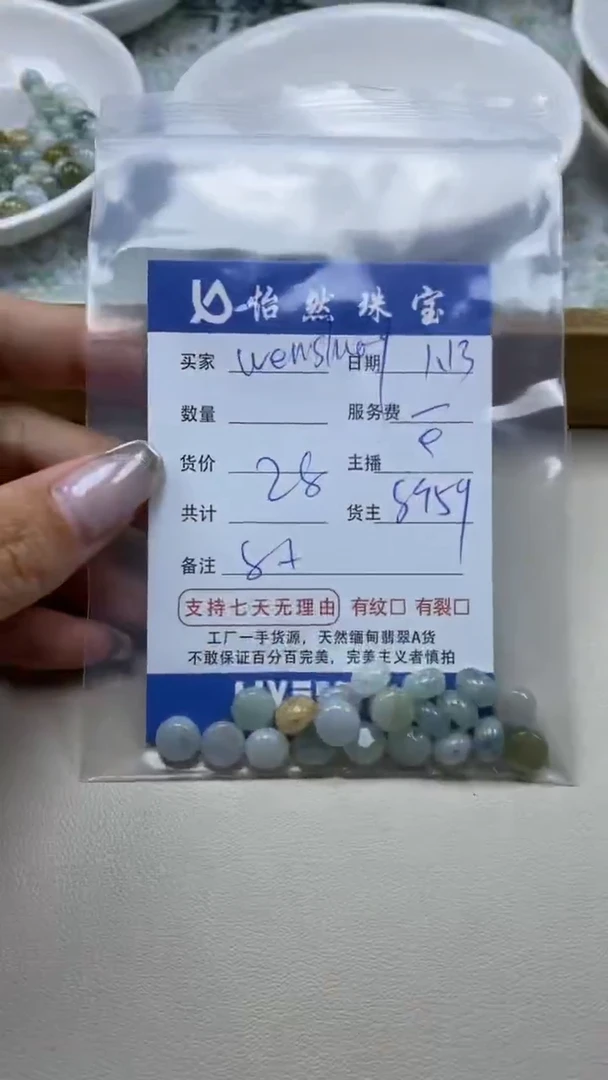 怡然珠宝
买家 日期 1.13
数量 服务费 一
货价 28 主播 e
共计 货主 8959
备注
支持七天无理由 有纹□ 有裂□
工厂一手货源，天然缅甸翡翠A货
不敢保证百分百完美，完美主义者慎拍